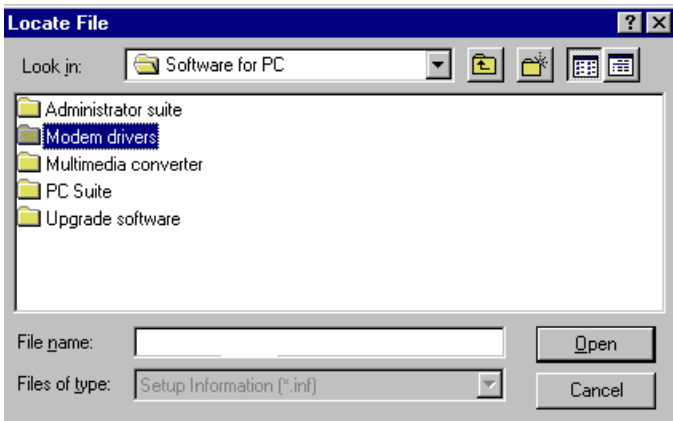 Locate File
Look in: Software for PC
Administrator suite
Modem drivers
Multimedia converter
PC Suite
Upgrade software
File name: Open
Files of type: Setup Information (*.inf) Cancel